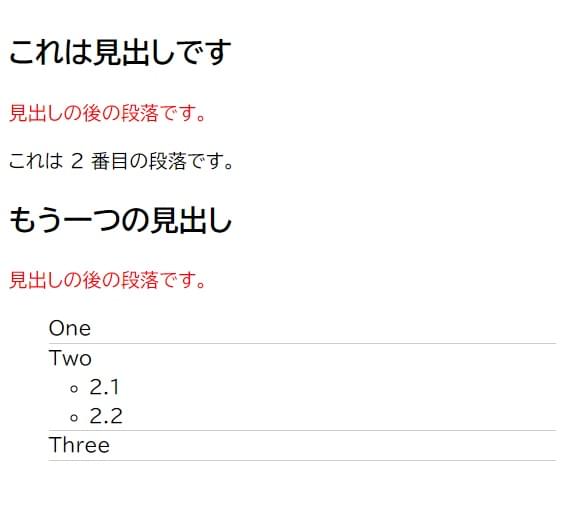 これは見出しです
見出しの後の段落です。
これは 2 番目の段落です。
もう一つの見出し
見出しの後の段落です。
One
Two
2.1
2.2
Three